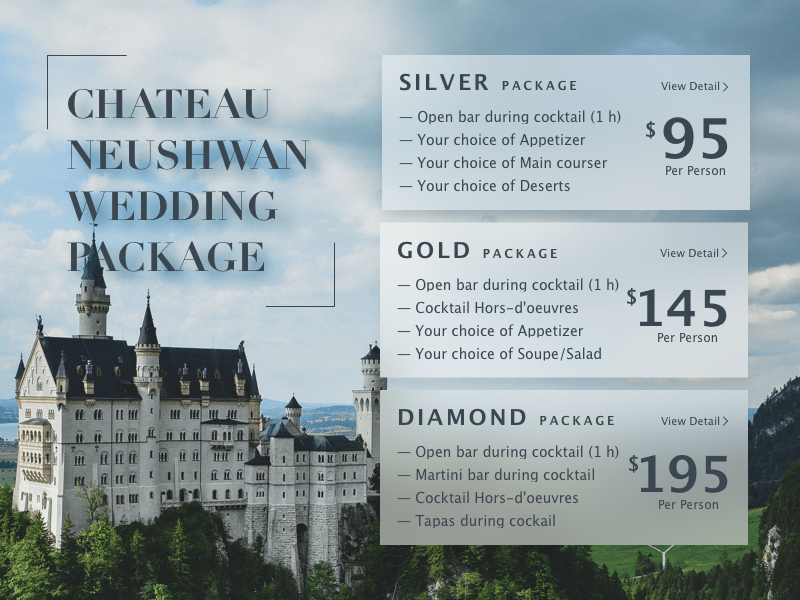 CHATEAU
NEUSHWAN
WEDDING
PACKAGE
SILVER PACKAGE
View Detail >
— Open bar during cocktail (1 h)
— Your choice of Appetizer
— Your choice of Main courser
— Your choice of Deserts
$95
Per Person
GOLD PACKAGE
View Detail >
— Open bar during cocktail (1 h)
— Cocktail Hors-d'oeuvres
— Your choice of Appetizer
— Your choice of Soupe/Salad
$145
Per Person
DIAMOND PACKAGE
View Detail >
— Open bar during cocktail (1 h)
— Martini bar during cocktail
— Cocktail Hors-d'oeuvres
— Tapas during cockail
$195
Per Person